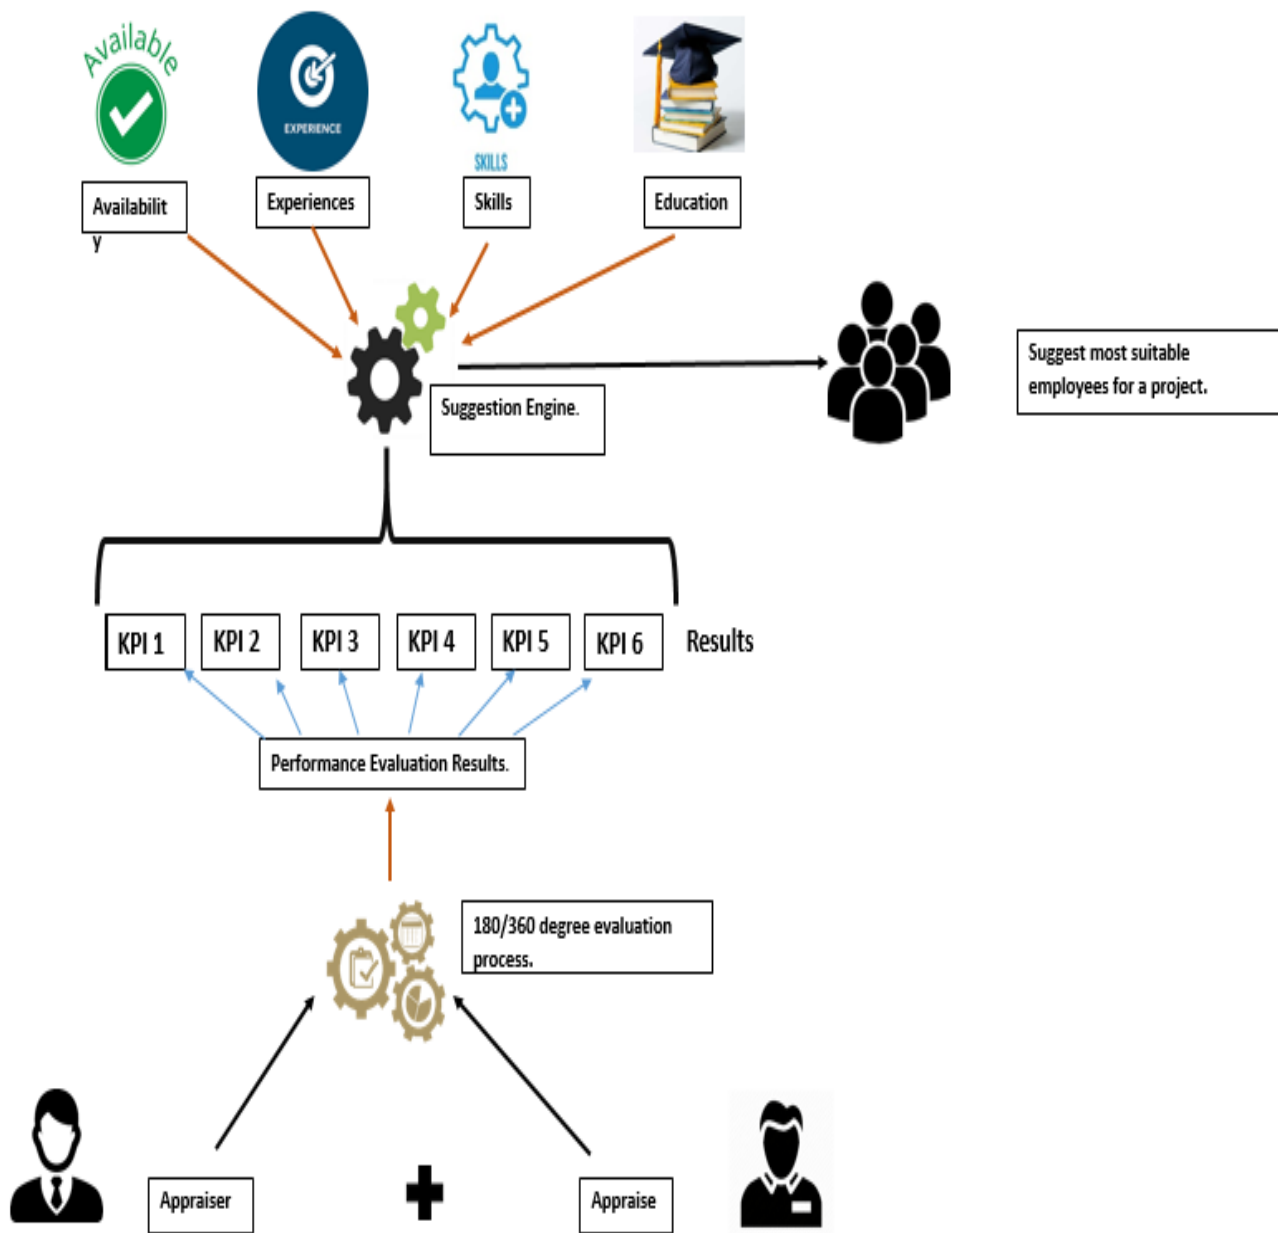 Available
EXPERIENCE
SKILLS
Availabilit
y
Experiences
Skills
Education
Suggest most suitable
employees for a project.
Suggestion Engine.
KPI 1
KPI 2
KPI 3
KPI 4
KPI 5
KPI 6
Results
Performance Evaluation Results.
180/360 degree evaluation
process.
Appraiser
Appraise